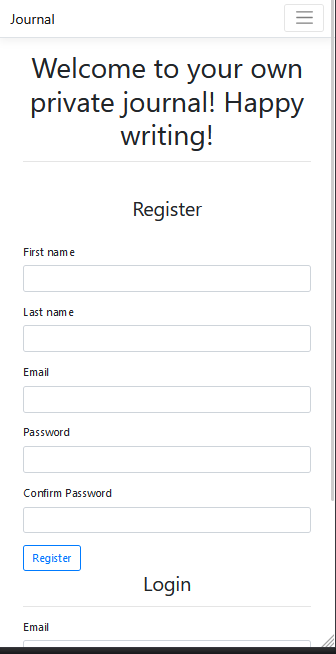 Journal
Welcome to your own
private journal! Happy
writing!
Register
First name
Last name
Email
Password
Confirm Password
Register
Login
Email